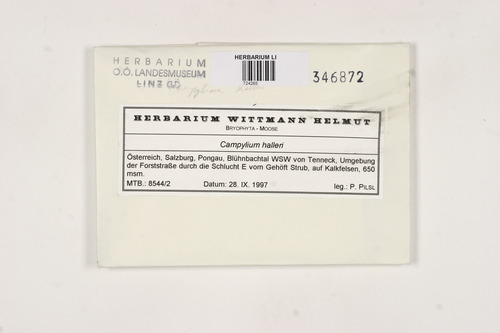 HERBARIUM
O.Ö. LANDESMUSEUM
LINZ
HERBARIUM LI
346872
HERBARIUM WITTMANN HELMUT
BRYOPHYTA - MOOSE
Campylium halleri
Österreich, Salzburg, Pongau, Blühnbachtal WSW von Tenneck, Umgebung
der Forststraße durch die Schlucht E vom Gehöft Strub, auf Kalkfelsen, 650
msm.
MTB.: 8544/2 Datum: 28. IX. 1997 leg.: P. PILSL